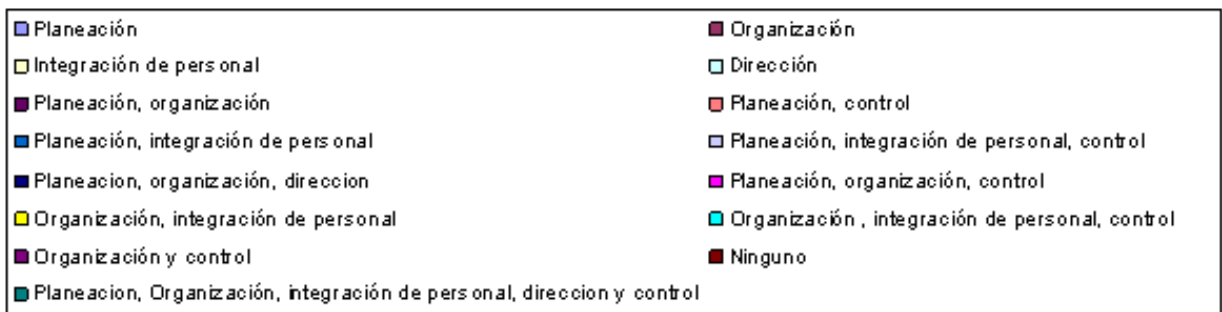 Planeación
Organización
Integración de personal
Dirección
Planeación, organización
Planeación, control
Planeación, integración de personal
Planeación, integración de personal, control
Planeacion, organización, direccion
Planeación, organización, control
Organización, integración de personal
Organización , integración de personal, control
Organización y control
Ninguno
Planeacion, Organización, integración de personal, direccion y control